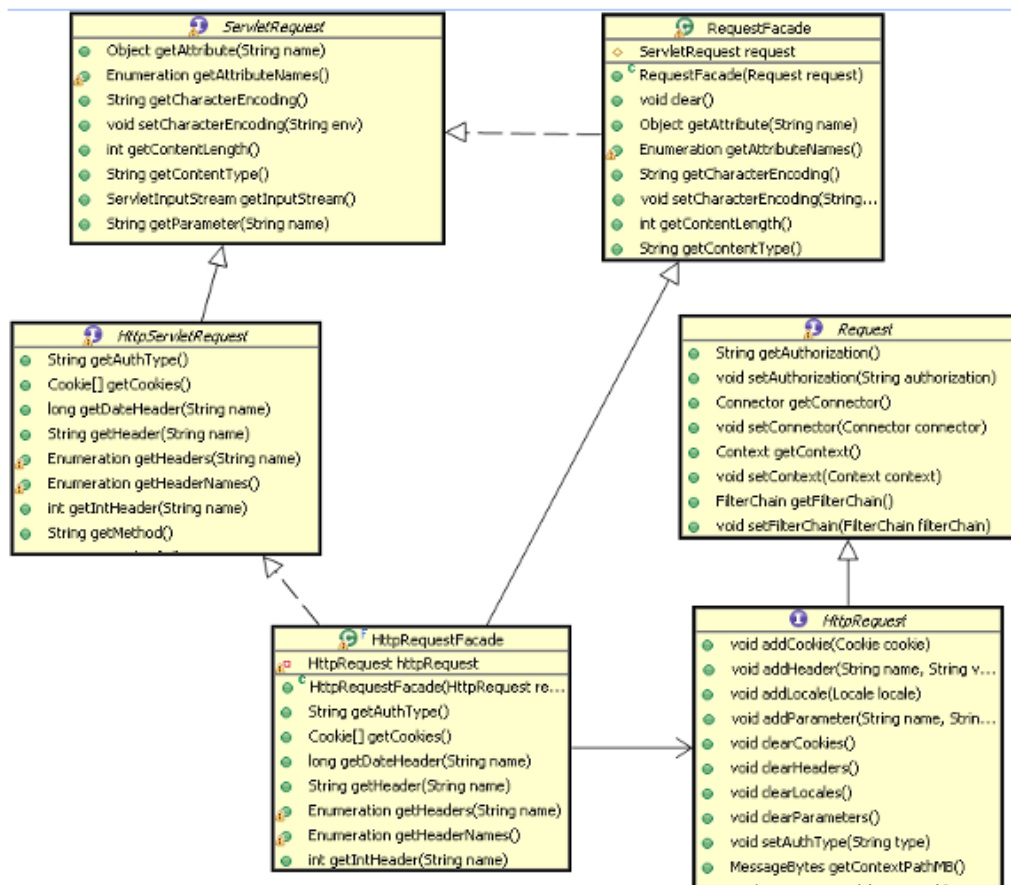 ServletRequest
Object getAttribute(String name)
Enumeration getAttributeNames()
String getCharacterEncoding()
void setCharacterEncoding(String env)
int getContentLength()
String getContentType()
ServletInputStream getInputStream()
String getParameter(String name)
RequestFacade
ServletRequest request
RequestFacade(Request request)
void clear()
Object getAttribute(String name)
Enumeration getAttributeNames()
String getCharacterEncoding()
void setCharacterEncoding(String...
int getContentLength()
String getContentType()
HttpServletRequest
String getAuthType()
Cookie[] getCookies()
long getDateHeader(String name)
String getHeader(String name)
Enumeration getHeaders(String name)
Enumeration getHeaderNames()
int getIntHeader(String name)
String getMethod()
Request
String getAuthorization()
void setAuthorization(String authorization)
Connector getConnector()
void setConnector(Connector connector)
Context getContext()
void setContext(Context context)
FilterChain getFilterChain()
void setFilterChain(FilterChain filterChain)
HttpRequestFacade
HttpRequest httpRequest
HttpRequestFacade(HttpRequest re...
String getAuthType()
Cookie[] getCookies()
long getDateHeader(String name)
String getHeader(String name)
Enumeration getHeaders(String name)
Enumeration getHeaderNames()
int getIntHeader(String name)
HttpRequest
void addCookie(Cookie cookie)
void addHeader(String name, String v...
void addLocale(Locale locale)
void addParameter(String name, Strin...
void clearCookies()
void clearHeaders()
void clearLocales()
void clearParameters()
void setAuthType(String type)
MessageBytes getContextPathMB()